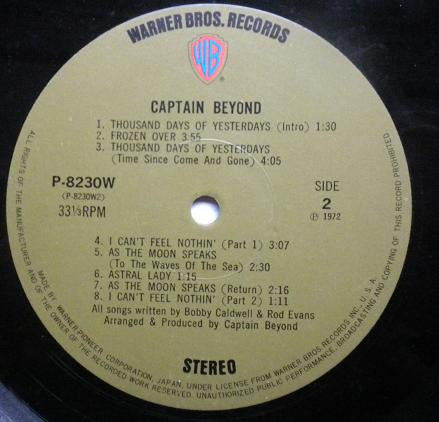 WARNER BROS. RECORDS
WB
®
CAPTAIN BEYOND
1. THOUSAND DAYS OF YESTERDAYS (Intro) 1:30
2. FROZEN OVER 3:55
3. THOUSAND DAYS OF YESTERDAYS
(Time Since Come And Gone) 4:05
P-8230W
(P-8230W2)
33⅓RPM
SIDE
2
Ⓟ 1972
4. I CAN'T FEEL NOTHIN' (Part 1) 3:07
5. AS THE MOON SPEAKS
(To The Waves Of The Sea) 2:30
6. ASTRAL LADY 1:15
7. AS THE MOON SPEAKS (Return) 2:16
8. I CAN'T FEEL NOTHIN' (Part 2) 1:11
All songs written by Bobby Caldwell & Rod Evans
Arranged & Produced by Captain Beyond
STEREO
MADE BY WARNER-PIONEER CORPORATION, JAPAN, UNDER LICENSE FROM WARNER BROS. RECORDS INC., U.S.A.
ALL RIGHTS OF THE MANUFACTURER AND OF THE OWNER OF THE RECORDED WORK RESERVED. UNAUTHORIZED PUBLIC PERFORMANCE, BROADCASTING AND COPYING OF THIS RECORD PROHIBITED